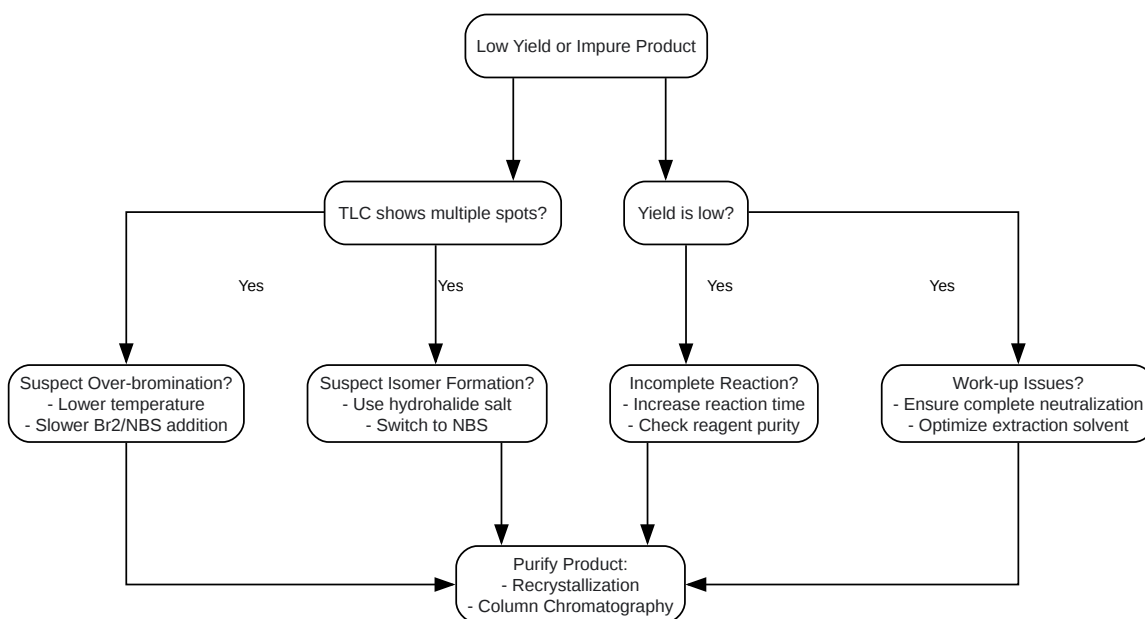 Low Yield or Impure Product
TLC shows multiple spots?
Yield is low?
Yes
Yes
Yes
Yes
Suspect Over-bromination?
- Lower temperature
- Slower Br2/NBS addition
Suspect Isomer Formation?
- Use hydrohalide salt
- Switch to NBS
Incomplete Reaction?
- Increase reaction time
- Check reagent purity
Work-up Issues?
- Ensure complete neutralization
- Optimize extraction solvent
Purify Product:
- Recrystallization
- Column Chromatography